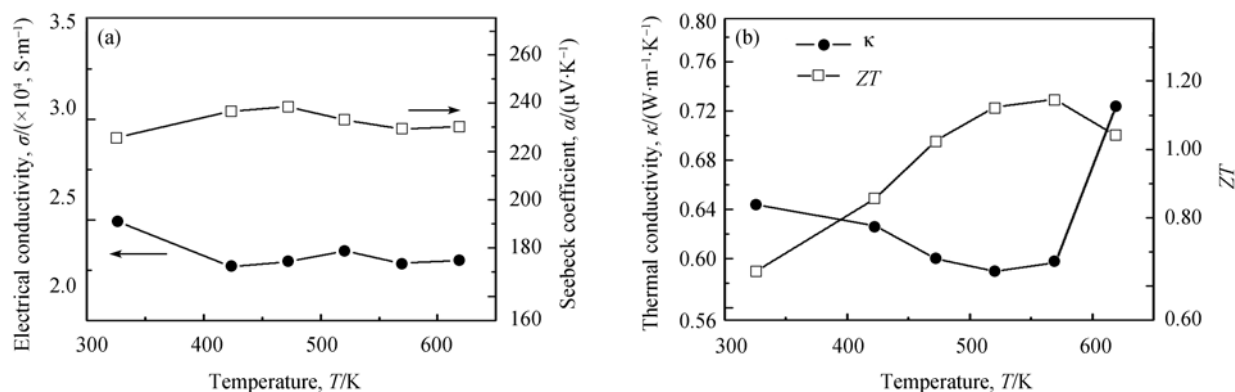 (a)
Electrical conductivity, σ/(×10⁴, S·m⁻¹)
3.5
3.0
2.5
2.0
260
240
220
200
180
160
Seebeck coefficient, α/(μV·K⁻¹)
300 400 500 600
Temperature, T/K
(b)
κ
ZT
Thermal conductivity, κ/(W·m⁻¹·K⁻¹)
0.80
0.76
0.72
0.68
0.64
0.60
0.56
1.20
1.00
0.80
0.60
ZT
300 400 500 600
Temperature, T/K